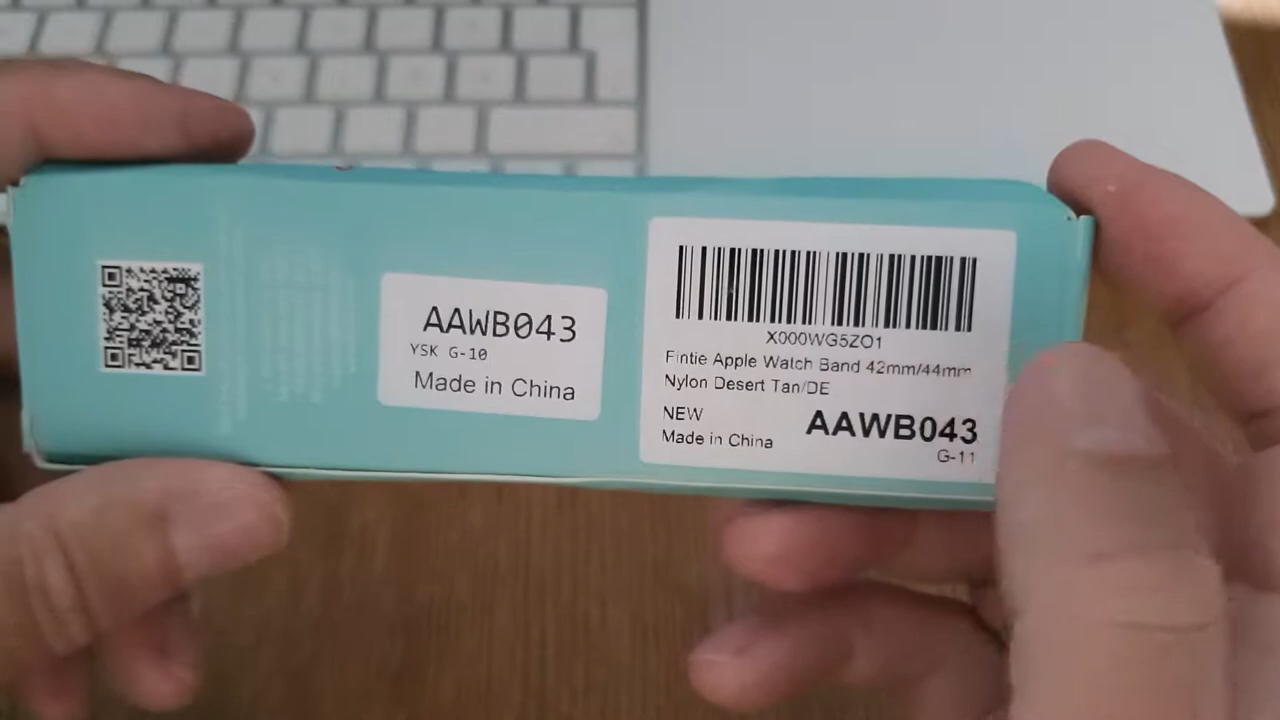 AAWB043
YSK G-10
Made in China
X000WG5ZO1
Fintie Apple Watch Band 42mm/44mm
Nylon Desert Tan/DE
NEW
Made in China
AAWB043
G-11